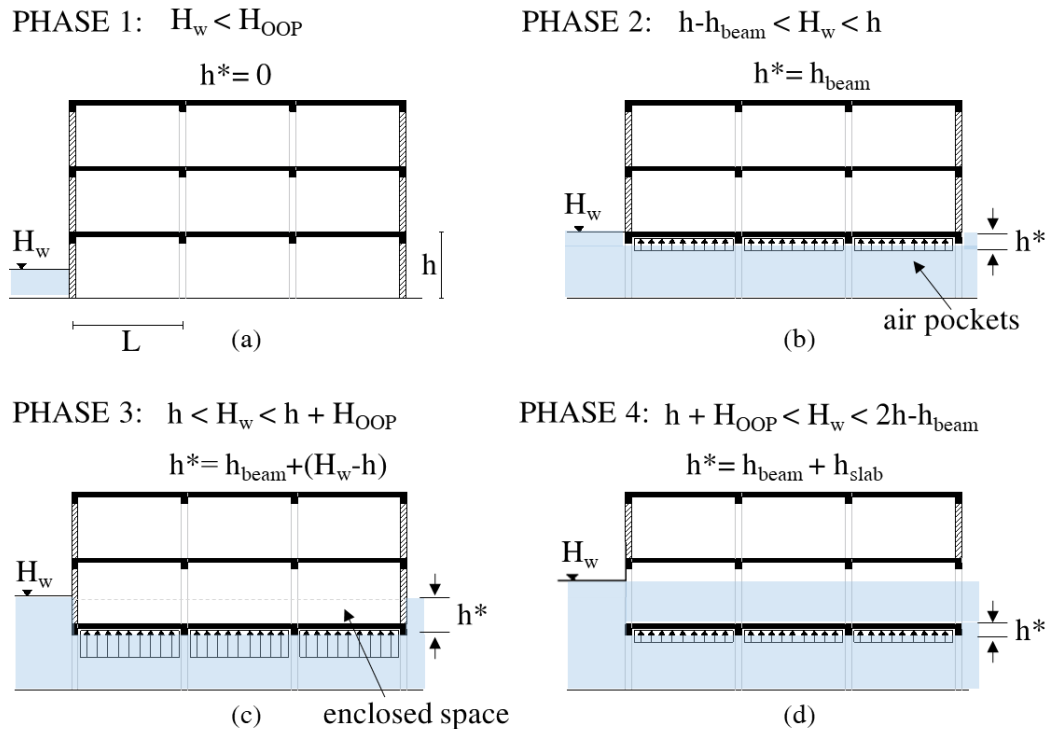 PHASE 1: H_w < H_OOP
h*= 0
H_w
h
L
(a)
PHASE 2: h-h_beam < H_w < h
h*= h_beam
H_w
h*
air pockets
(b)
PHASE 3: h < H_w < h + H_OOP
h*= h_beam+(H_w-h)
H_w
h*
enclosed space
(c)
PHASE 4: h + H_OOP < H_w < 2h-h_beam
h*= h_beam + h_slab
H_w
h*
(d)